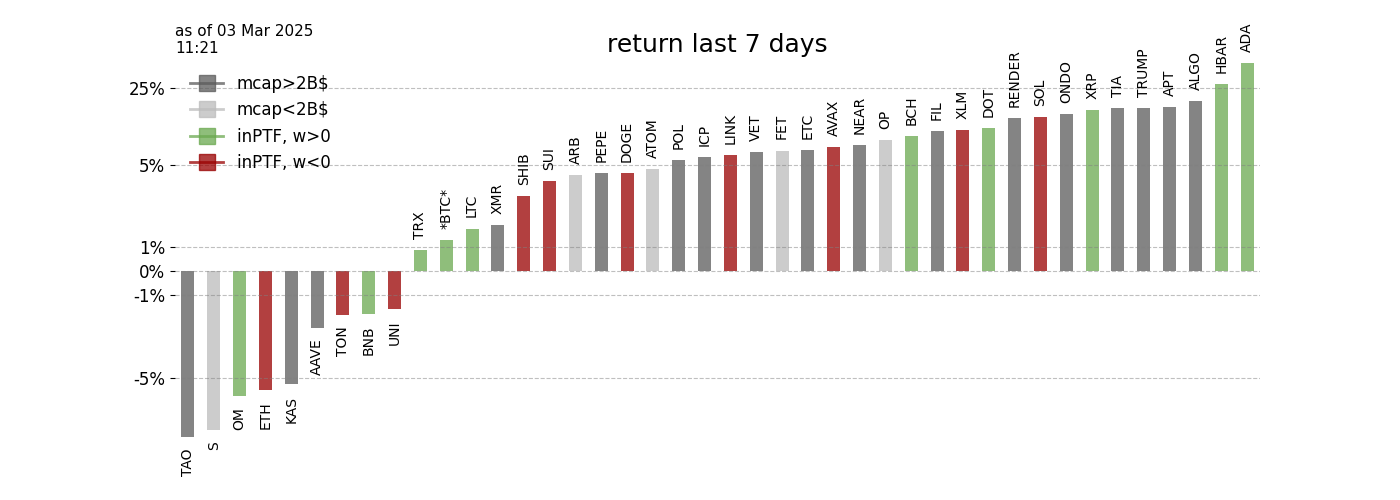 as of 03 Mar 2025
11:21
return last 7 days
mcap>2B$
mcap<2B$
inPTF, w>0
inPTF, w<0
25%
5%
1%
0%
-1%
-5%
TAO
S
OM
ETH
KAS
AAVE
TON
BNB
UNI
TRX
*BTC*
LTC
XMR
SHIB
SUI
ARB
PEPE
DOGE
ATOM
POL
ICP
LINK
VET
FET
ETC
AVAX
NEAR
OP
BCH
FIL
XLM
DOT
RENDER
SOL
ONDO
XRP
TIA
TRUMP
APT
ALGO
HBAR
ADA